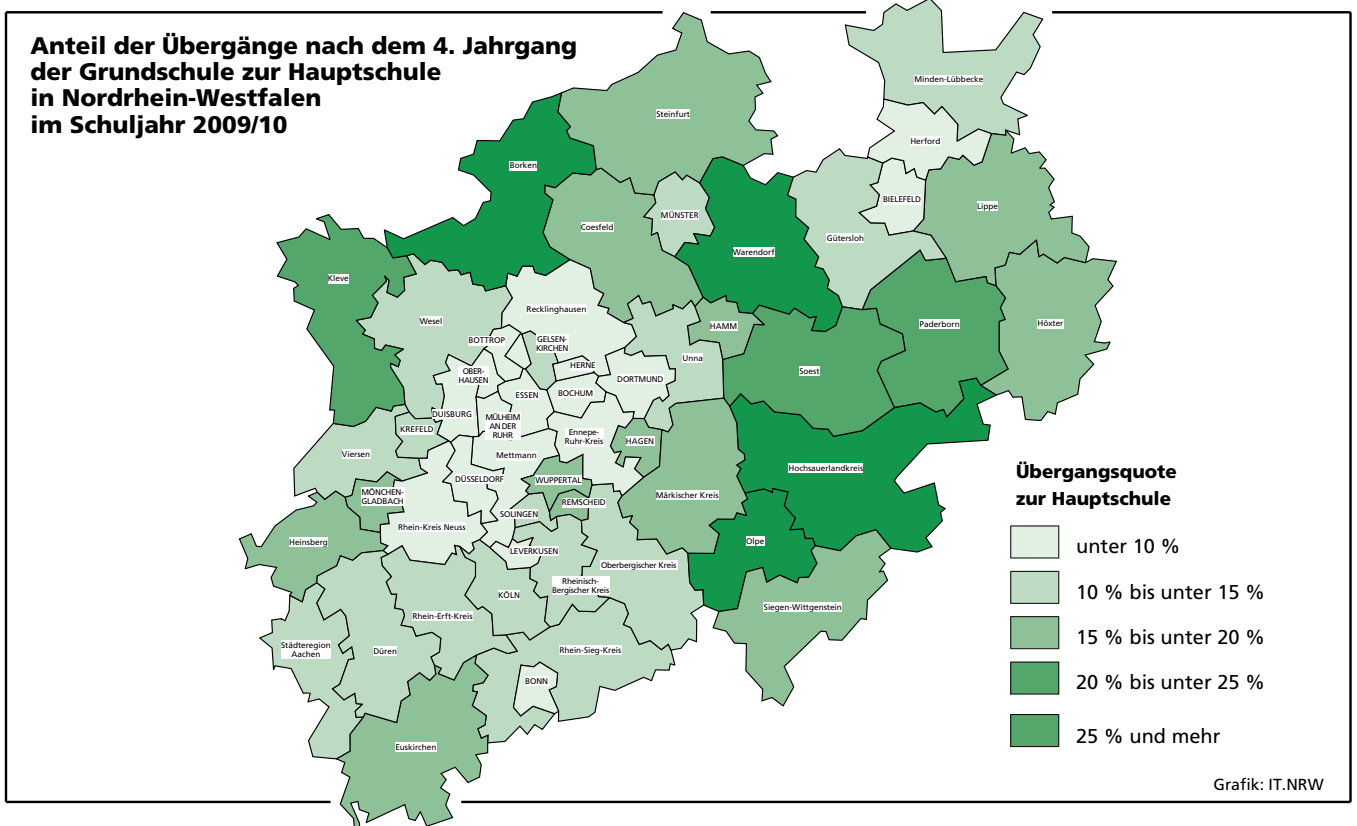 Anteil der Übergänge nach dem 4. Jahrgang
der Grundschule zur Hauptschule
in Nordrhein-Westfalen
im Schuljahr 2009/10
Minden-Lübbecke
Steinfurt
Herford
Borken
BIELEFELD
Lippe
MÜNSTER
Coesfeld
Gütersloh
Warendorf
Kleve
Recklinghausen
Wesel
HAMM
Paderborn
Höxter
BOTTROP
GELSEN-
KIRCHEN
Unna
HERNE
Soest
OBER-
HAUSEN
DORTMUND
ESSEN
BOCHUM
DUISBURG
MÜLHEIM
AN DER
RUHR
KREFELD
Ennepe-
Ruhr-Kreis
HAGEN
Viersen
Mettmann
Hochsauerlandkreis
DÜSSELDORF
WUPPERTAL
MÖNCHEN-
GLADBACH
Märkischer Kreis
REMSCHEID
SOLINGEN
Rhein-Kreis Neuss
Heinsberg
Olpe
LEVERKUSEN
Oberbergischer Kreis
Rheinisch-
Bergischer Kreis
KÖLN
Siegen-Wittgenstein
Rhein-Erft-Kreis
Städteregion
Aachen
Düren
Rhein-Sieg-Kreis
BONN
Euskirchen
Übergangsquote
zur Hauptschule
unter 10 %
10 % bis unter 15 %
15 % bis unter 20 %
20 % bis unter 25 %
25 % und mehr
Grafik: IT.NRW